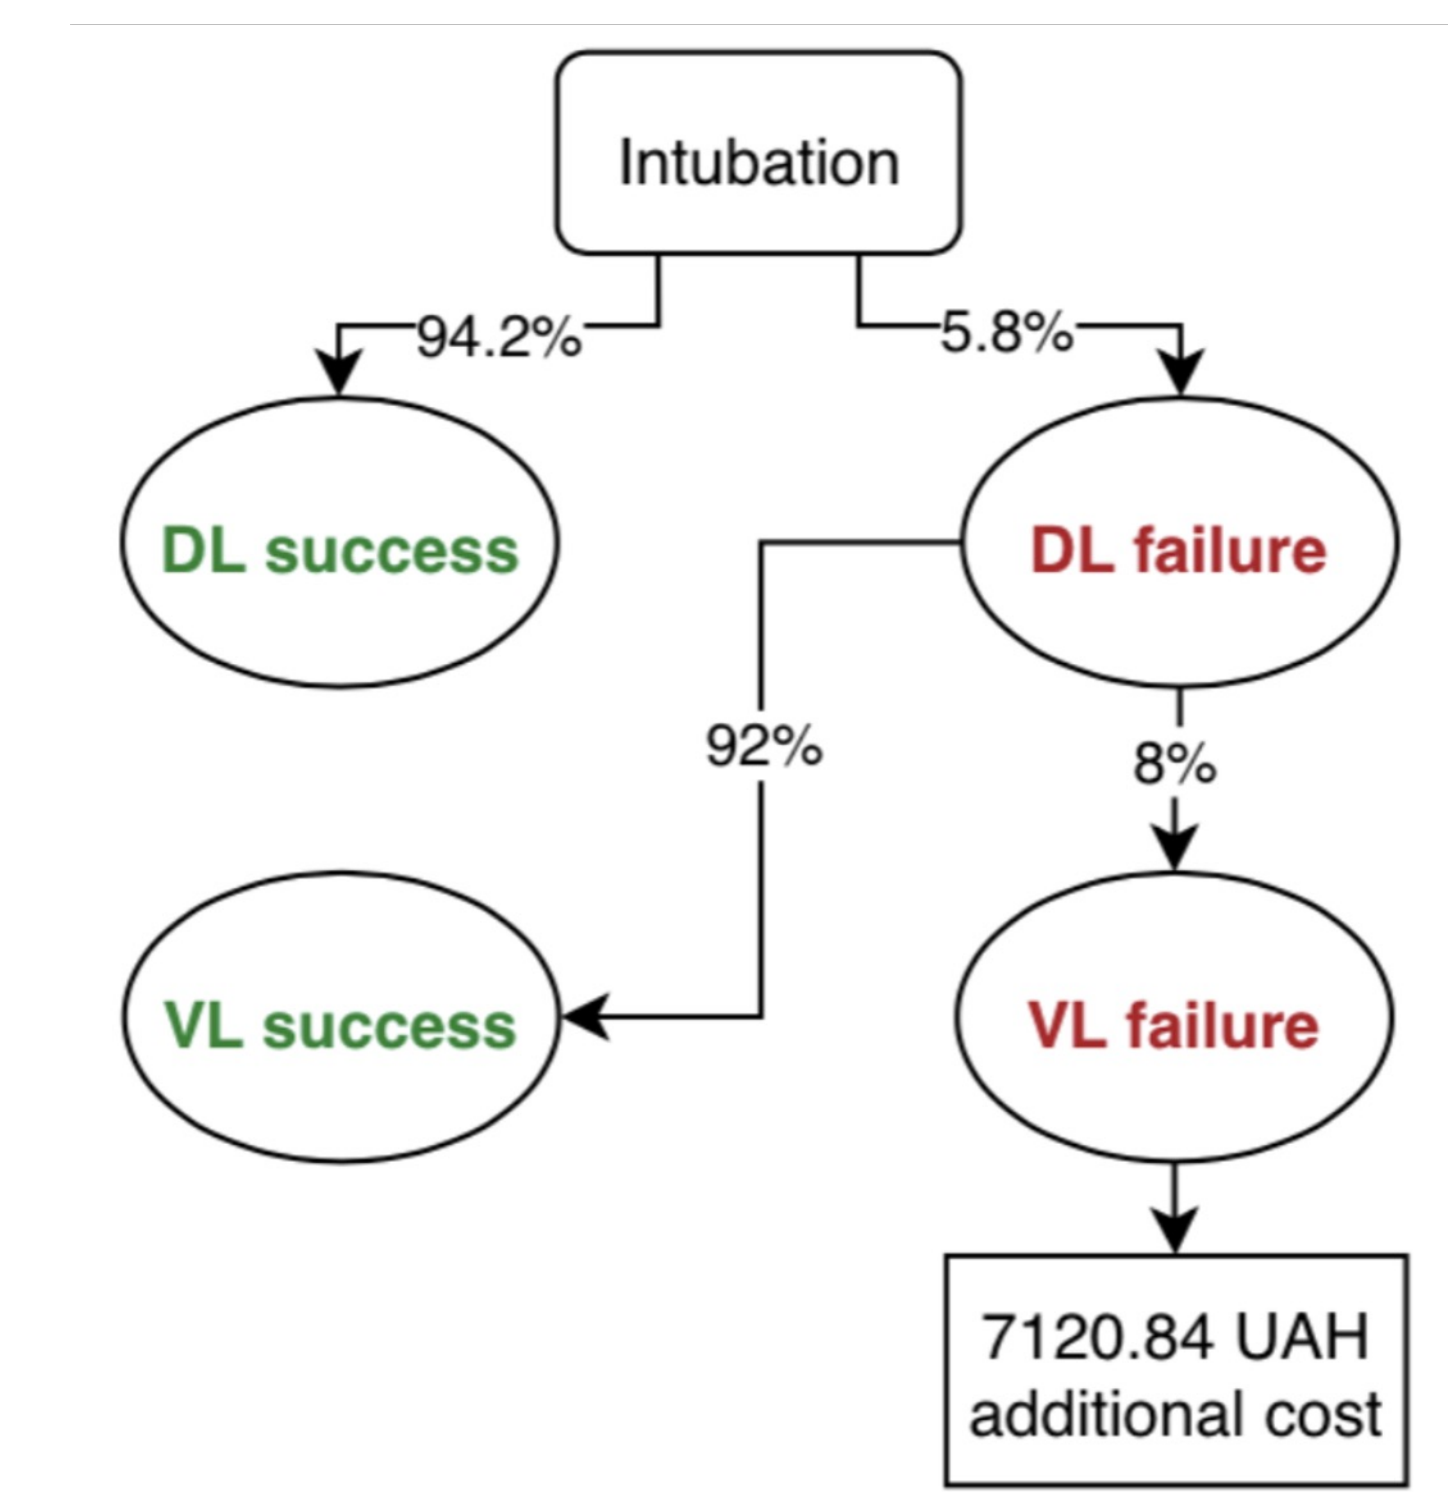 Intubation
94.2%
5.8%
DL success
DL failure
92%
8%
VL success
VL failure
7120.84 UAH
additional cost